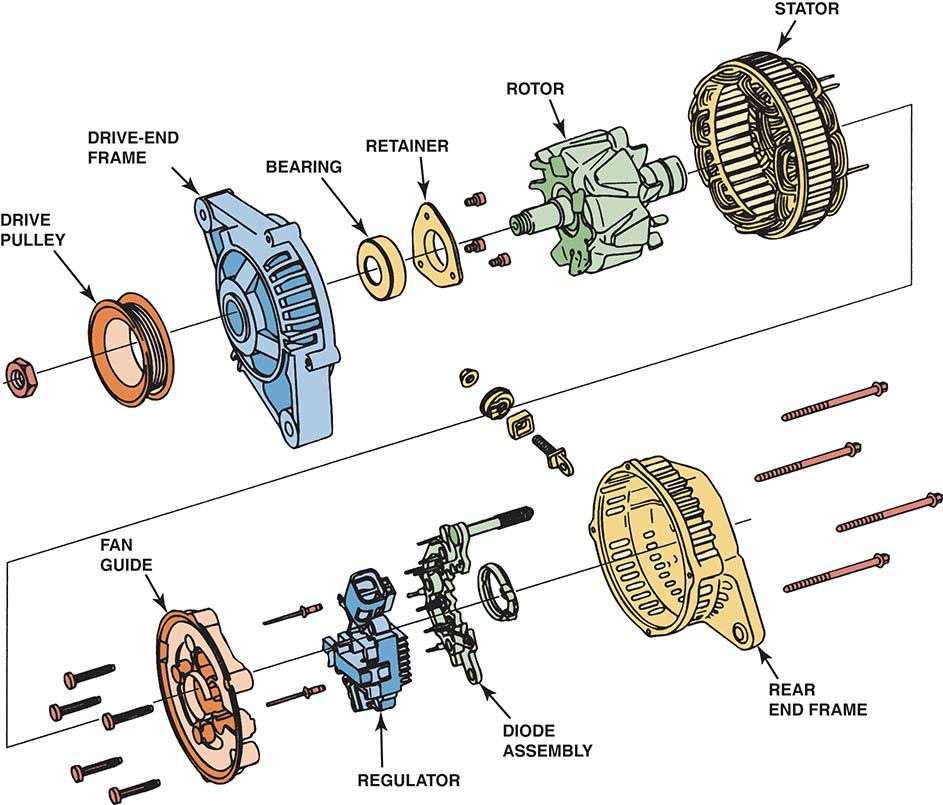 STATOR
ROTOR
DRIVE-END
FRAME
RETAINER
BEARING
DRIVE
PULLEY
FAN
GUIDE
REAR
END FRAME
DIODE
ASSEMBLY
REGULATOR